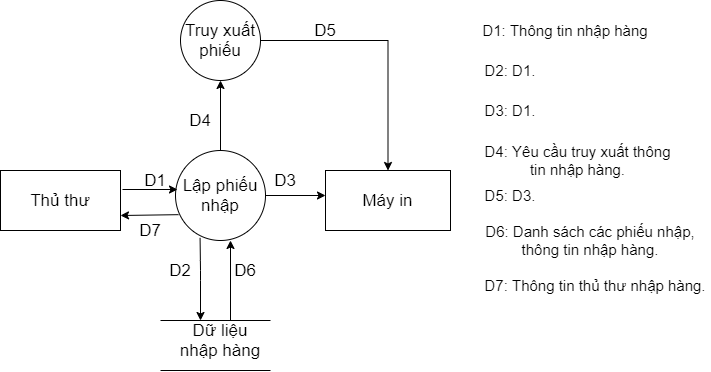 Truy xuất
phiếu
D5
D4
Thủ thư
D1
D7
Lập phiếu
nhập
D3
Máy in
D2
D6
Dữ liệu
nhập hàng
D1: Thông tin nhập hàng
D2: D1.
D3: D1.
D4: Yêu cầu truy xuất thông
tin nhập hàng.
D5: D3.
D6: Danh sách các phiếu nhập,
thông tin nhập hàng.
D7: Thông tin thủ thư nhập hàng.